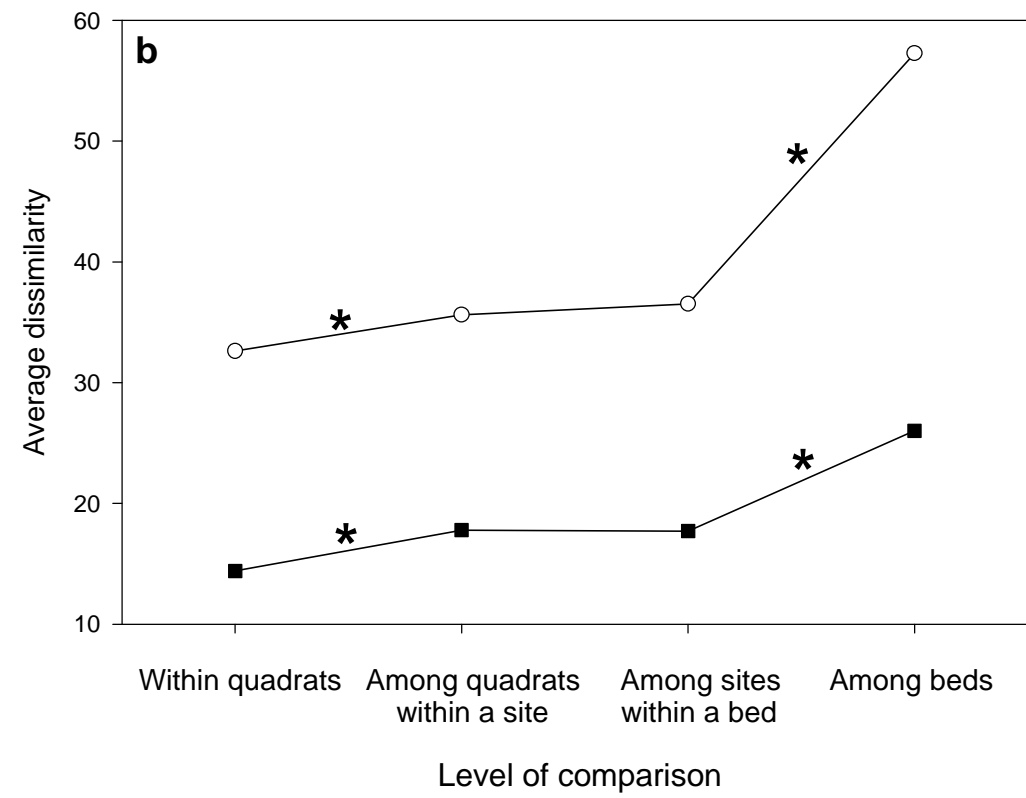 b
60
50
40
30
20
10
Average dissimilarity
*
*
*
*
Within quadrats
Among quadrats
within a site
Among sites
within a bed
Among beds
Level of comparison